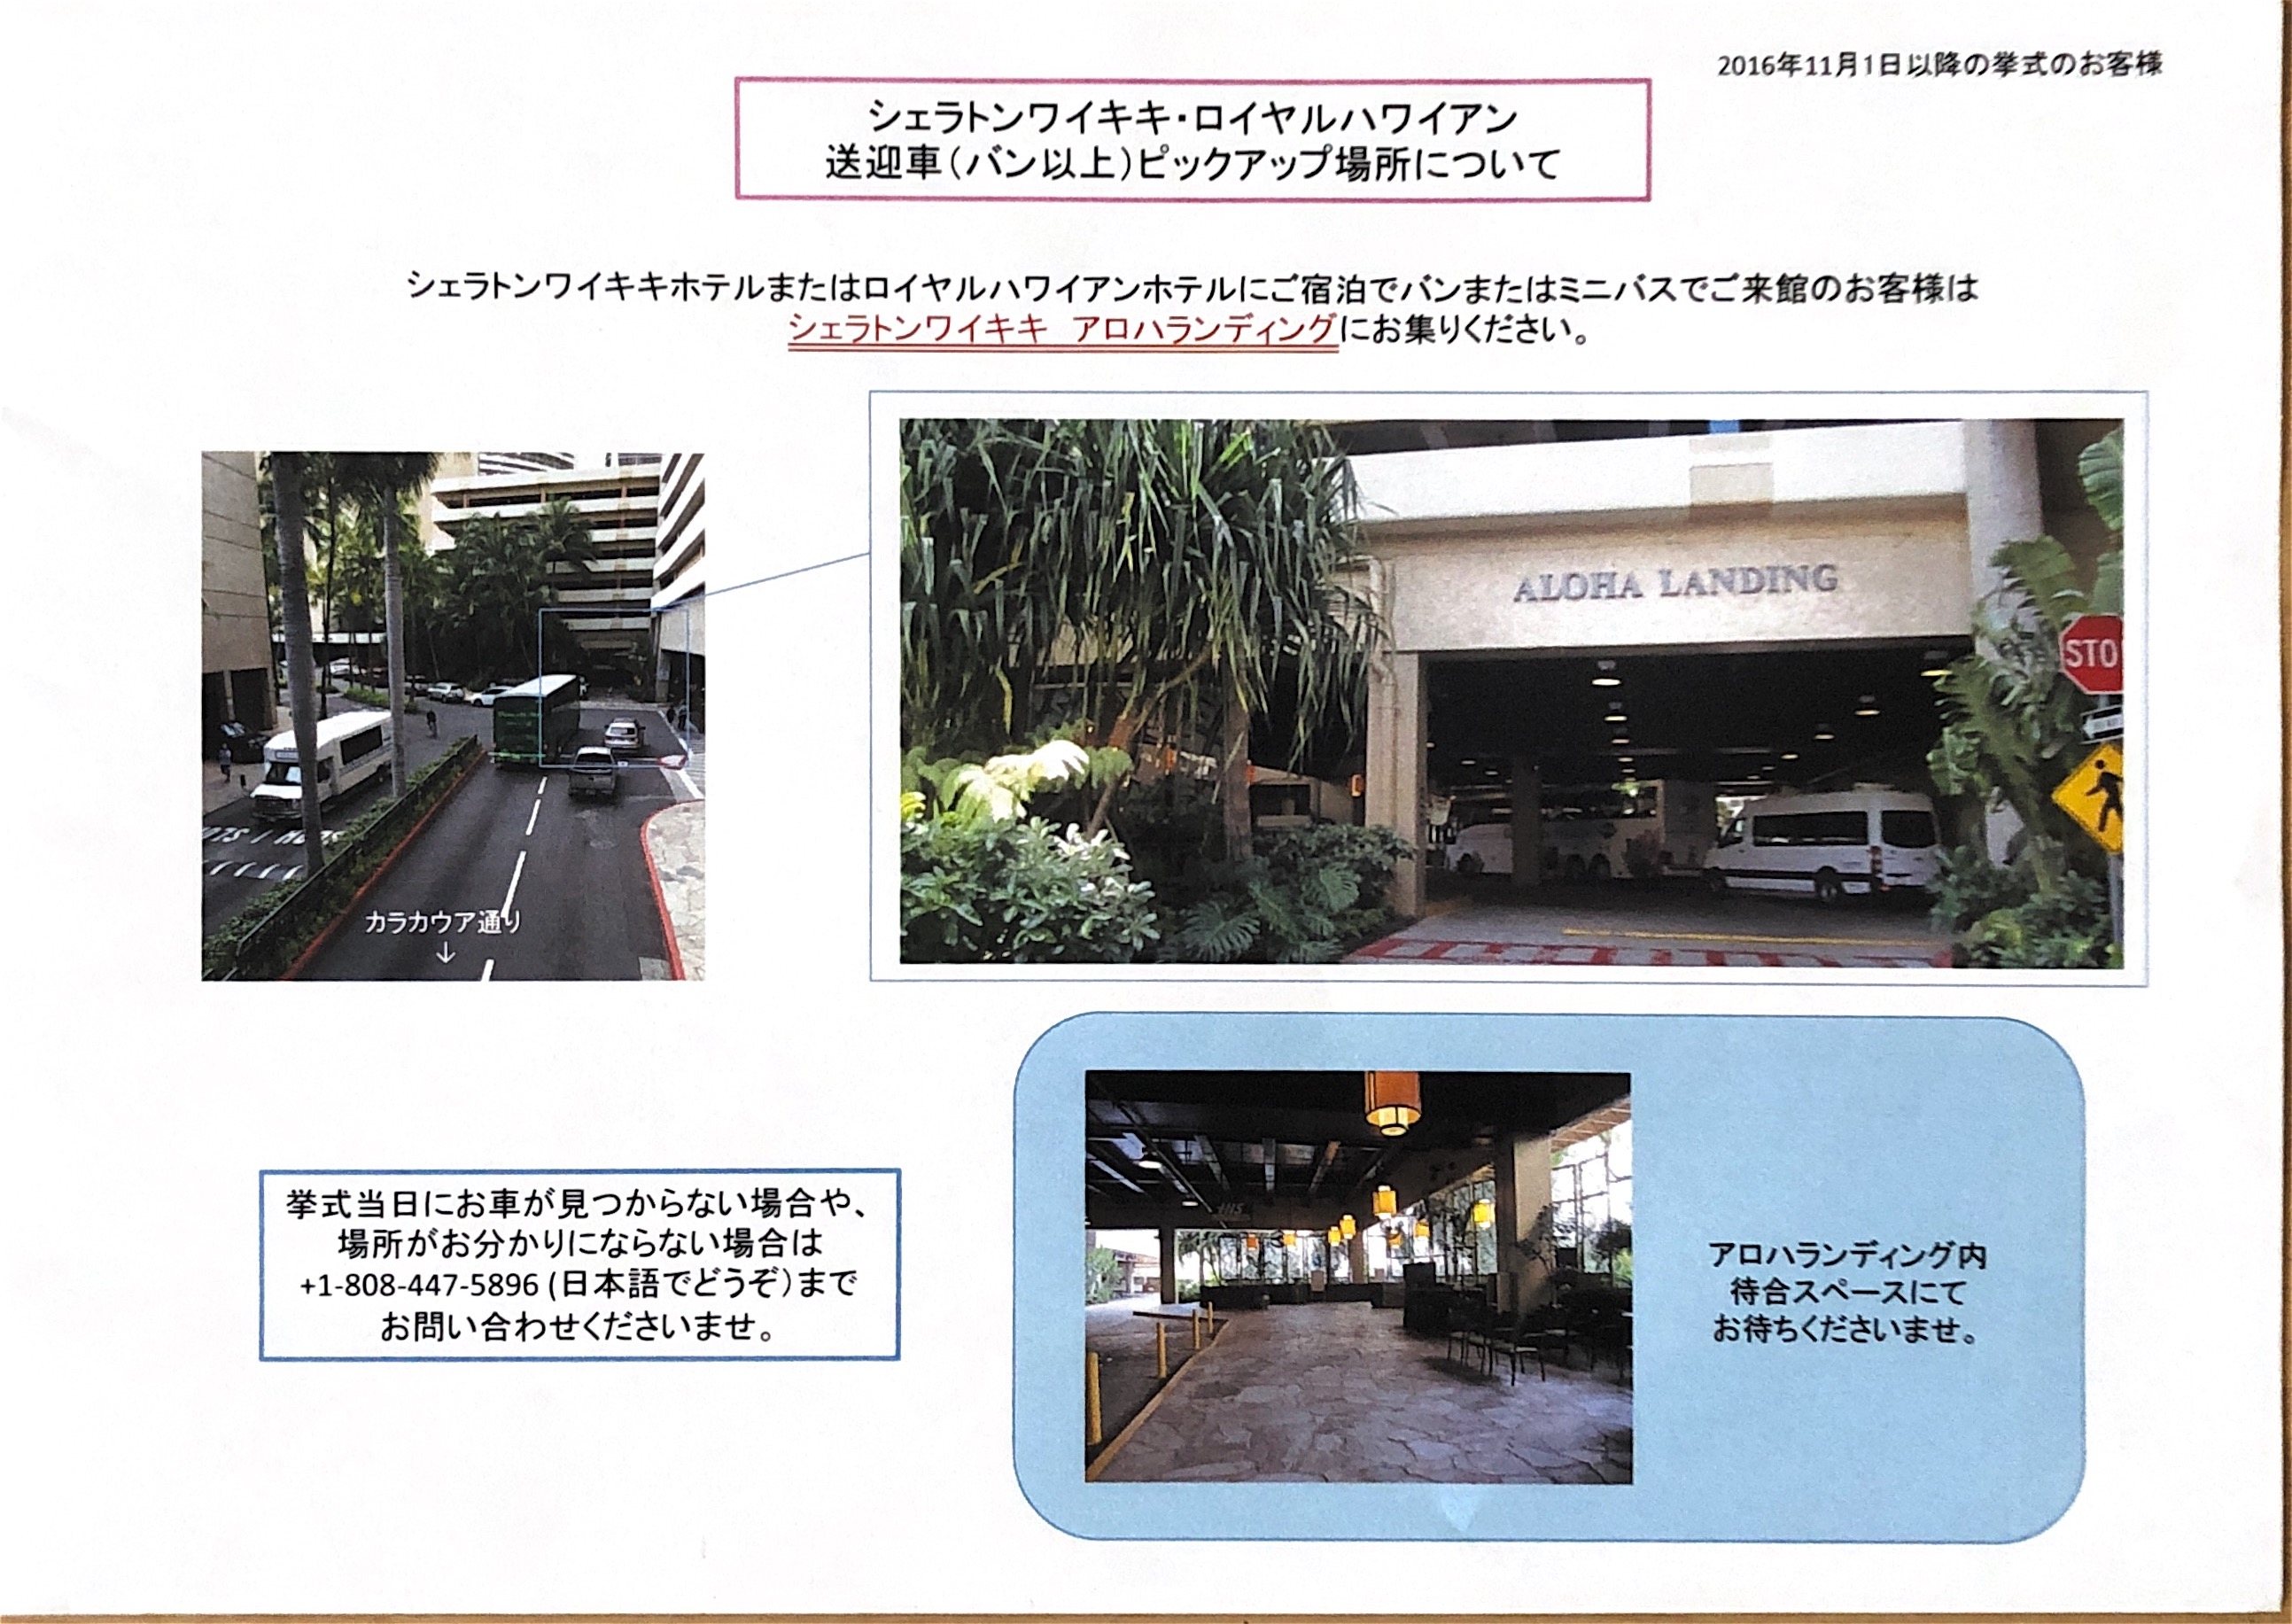 2016年11月1日以降の挙式のお客様
シェラトンワイキキ・ロイヤルハワイアン
送迎車(バン以上)ピックアップ場所について
シェラトンワイキキホテルまたはロイヤルハワイアンホテルにご宿泊でバンまたはミニバスでご来館のお客様は
シェラトンワイキキ　アロハランディングにお集りください。
ALOHA LANDING
STO
カラカウア通り
↓
挙式当日にお車が見つからない場合や、
場所がお分かりにならない場合は
+1-808-447-5896 (日本語でどうぞ)まで
お問い合わせくださいませ。
アロハランディング内
待合スペースにて
お待ちくださいませ。